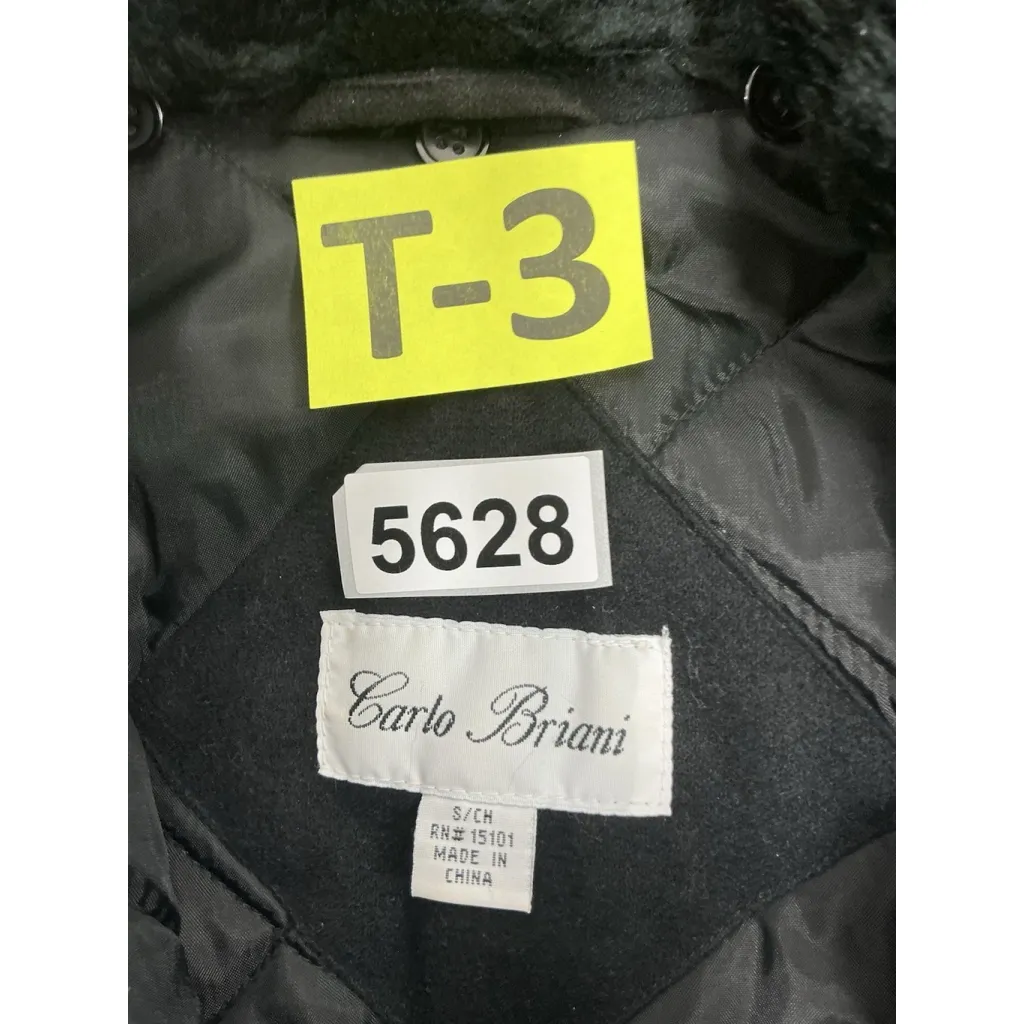 T-3
5628
Carlo Briani
S/CH
RN# 15101
MADE IN
CHINA